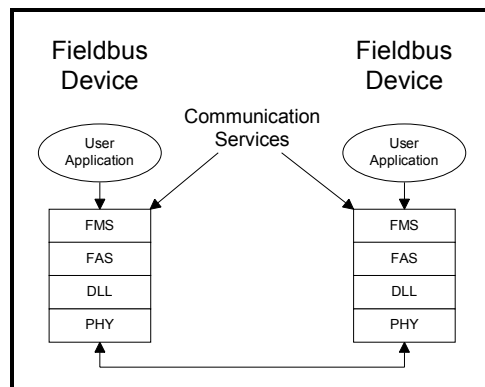 Fieldbus
Device
Fieldbus
Device
Communication
Services
User
Application
User
Application
FMS
FAS
DLL
PHY
FMS
FAS
DLL
PHY